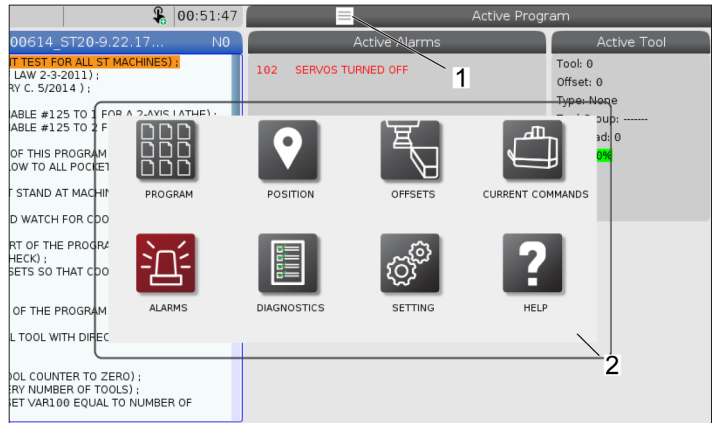 00:51:47
Active Program
00614_ST20-9.22.17... N0
Active Alarms
Active Tool
T TEST FOR ALL ST MACHINES) ;
LAW 2-3-2011) ;
RY C. 5/2014 ) ;
102 SERVOS TURNED OFF
1
Tool: 0
Offset: 0
Type: None
ad: 0
0%
ABLE #125 TO 1 FOR A 2-AXIS LATHE) ;
ABLE #125 TO 2 F
OF THIS PROGRAM
LOW TO ALL POCKET
T STAND AT MACHIN
D WATCH FOR COO
RT OF THE PROGRA
HECK) ;
SETS SO THAT COO
OF THE PROGRAM
L TOOL WITH DIREC
OOL COUNTER TO ZERO) ;
ERY NUMBER OF TOOLS) ;
SET VAR100 EQUAL TO NUMBER OF
PROGRAM
POSITION
OFFSETS
CURRENT COMMANDS
ALARMS
DIAGNOSTICS
SETTING
?
HELP
2